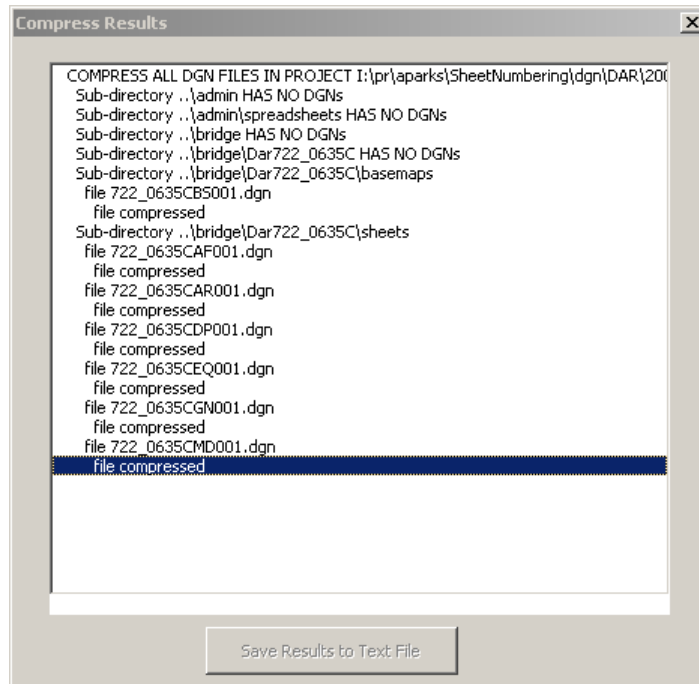 Compress Results
COMPRESS ALL DGN FILES IN PROJECT I:\pr\aparks\SheetNumbering\dgn\DAR\200
Sub-directory ..\admin HAS NO DGNs
Sub-directory ..\admin\spreadsheets HAS NO DGNs
Sub-directory ..\bridge HAS NO DGNs
Sub-directory ..\bridge\Dar722_0635C HAS NO DGNs
Sub-directory ..\bridge\Dar722_0635C\basemaps
file 722_0635CBS001.dgn
file compressed
Sub-directory ..\bridge\Dar722_0635C\sheets
file 722_0635CAF001.dgn
file compressed
file 722_0635CAR001.dgn
file compressed
file 722_0635CDP001.dgn
file compressed
file 722_0635CEQ001.dgn
file compressed
file 722_0635CGN001.dgn
file compressed
file 722_0635CMD001.dgn
file compressed
Save Results to Text File